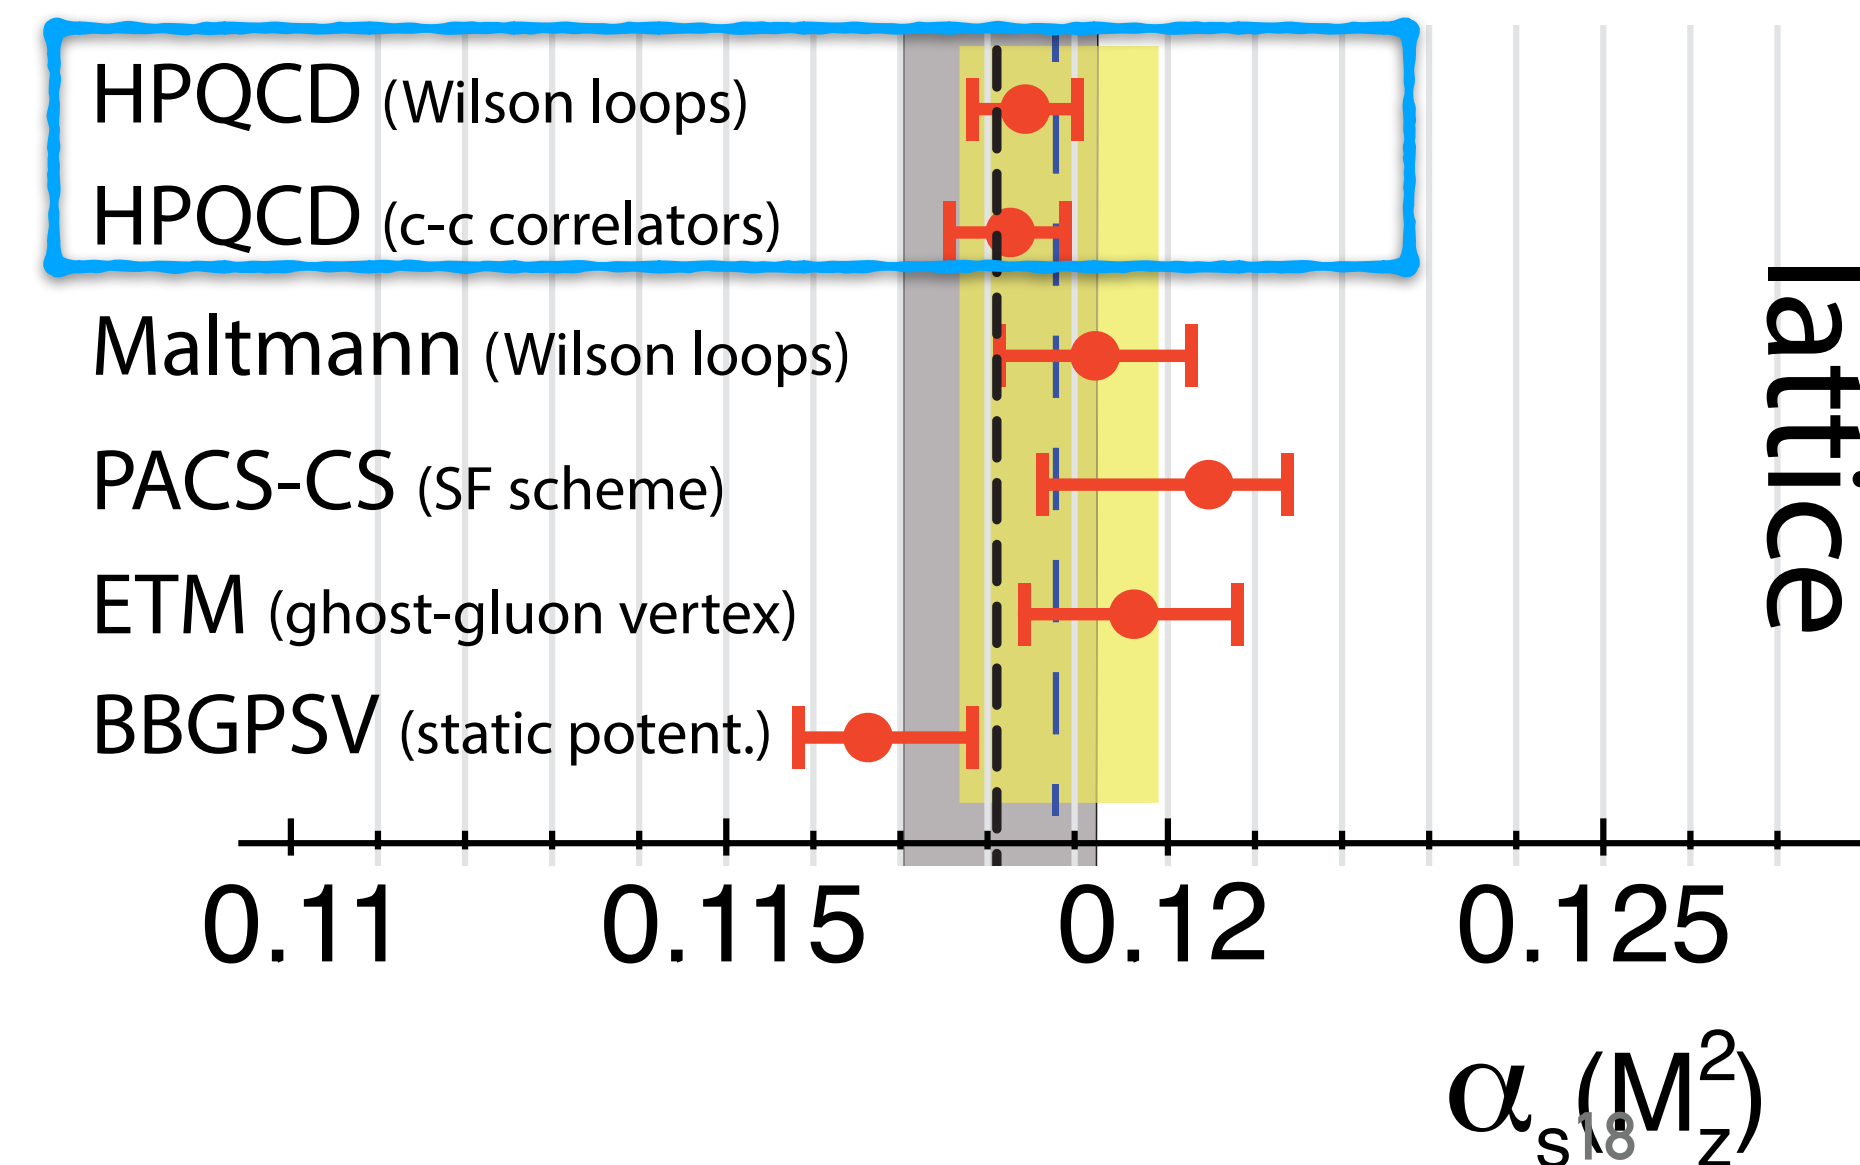 HPQCD (Wilson loops)
HPQCD (c-c correlators)
Maltmann (Wilson loops)
PACS-CS (SF scheme)
ETM (ghost-gluon vertex)
BBGPSV (static potent.)
lattice
0.11 0.115 0.12 0.125
αs(M²z)
18